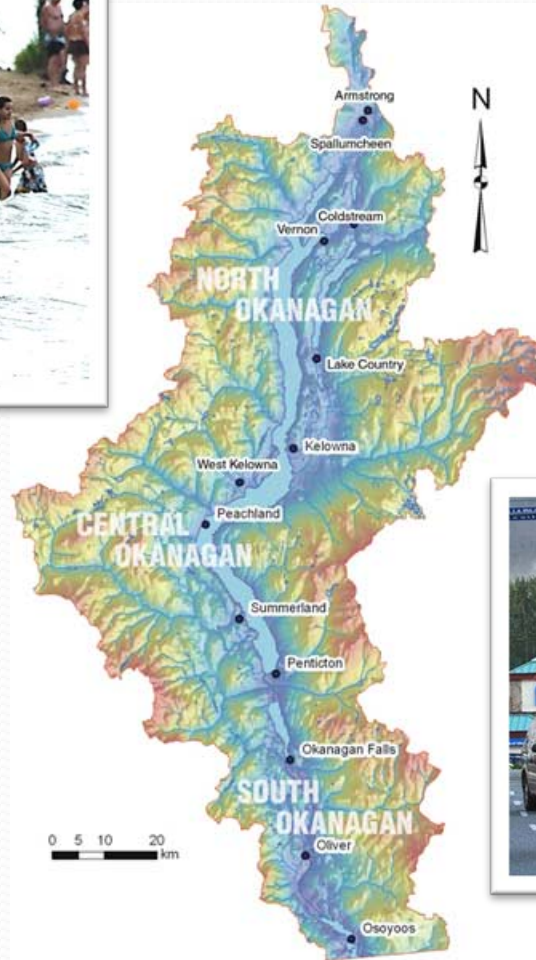 Armstrong
N
Spallumcheen
Coldstream
Vernon
NORTH
OKANAGAN
Lake Country
Kelowna
West Kelowna
Peachland
CENTRAL
OKANAGAN
Summerland
Penticton
Okanagan Falls
SOUTH
OKANAGAN
0 5 10 20
km
Oliver
Osoyoos